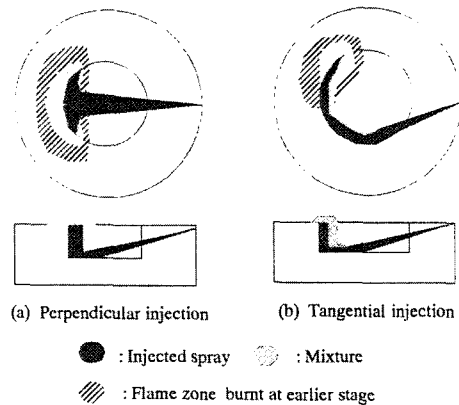 (a) Perpendicular injection
(b) Tangential injection
: Injected spray
: Mixture
: Flame zone burnt at earlier stage